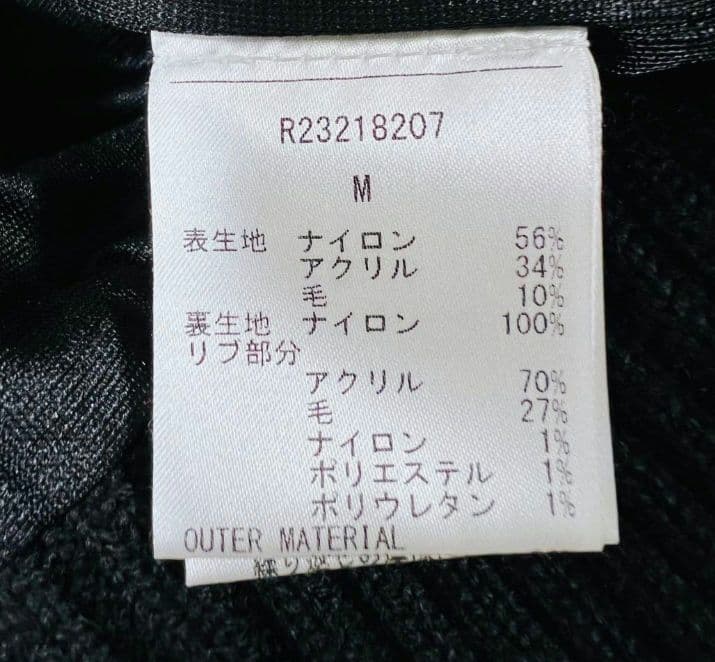 R23218207
M
表生地 ナイロン 56%
アクリル 34%
毛 10%
裏生地 ナイロン 100%
リブ部分
アクリル 70%
毛 27%
ナイロン 1%
ポリエステル 1%
ポリウレタン 1%
OUTER MATERIAL